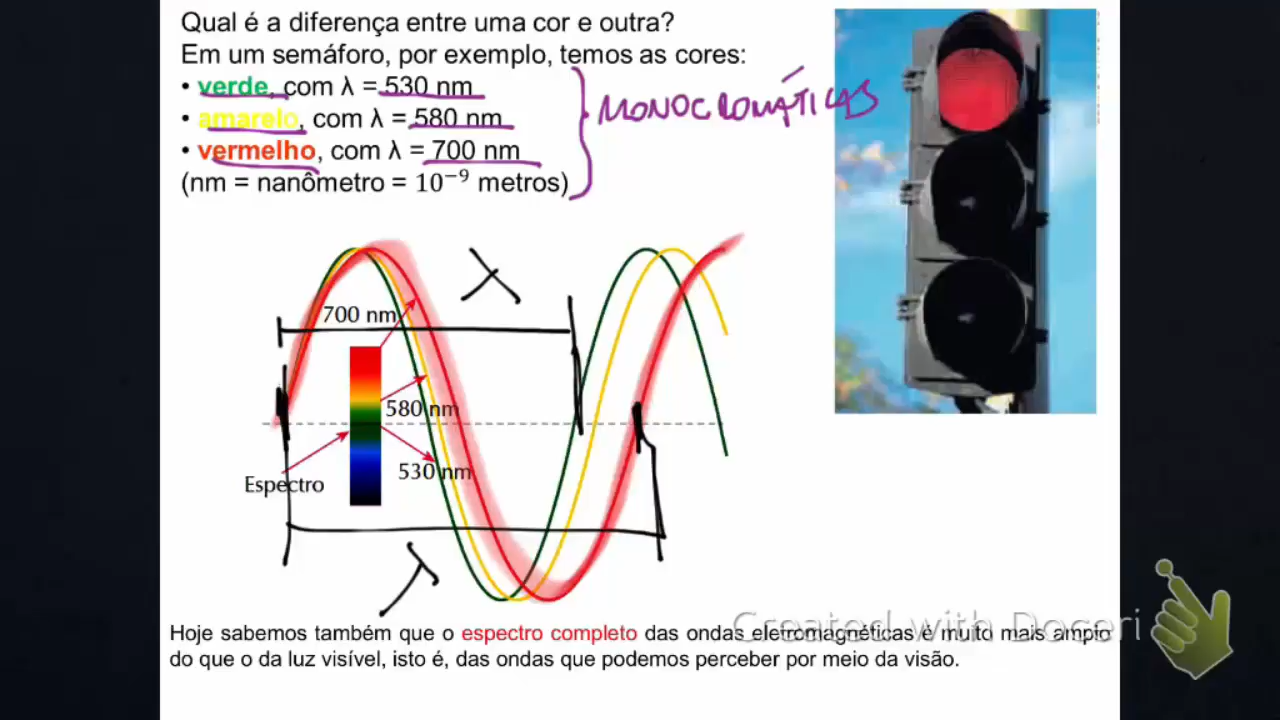 Qual é a diferença entre uma cor e outra?
Em um semáforo, por exemplo, temos as cores:
• verde, com λ = 530 nm
• amarelo, com λ = 580 nm
• vermelho, com λ = 700 nm
(nm = nanômetro = 10⁻⁹ metros)
MONOCROMÁTICAS
λ
700 nm
580 nm
530 nm
Espectro
λ
Hoje sabemos também que o espectro completo das ondas eletromagnéticas é muito mais amplo
do que o da luz visível, isto é, das ondas que podemos perceber por meio da visão.
Created with Doceri